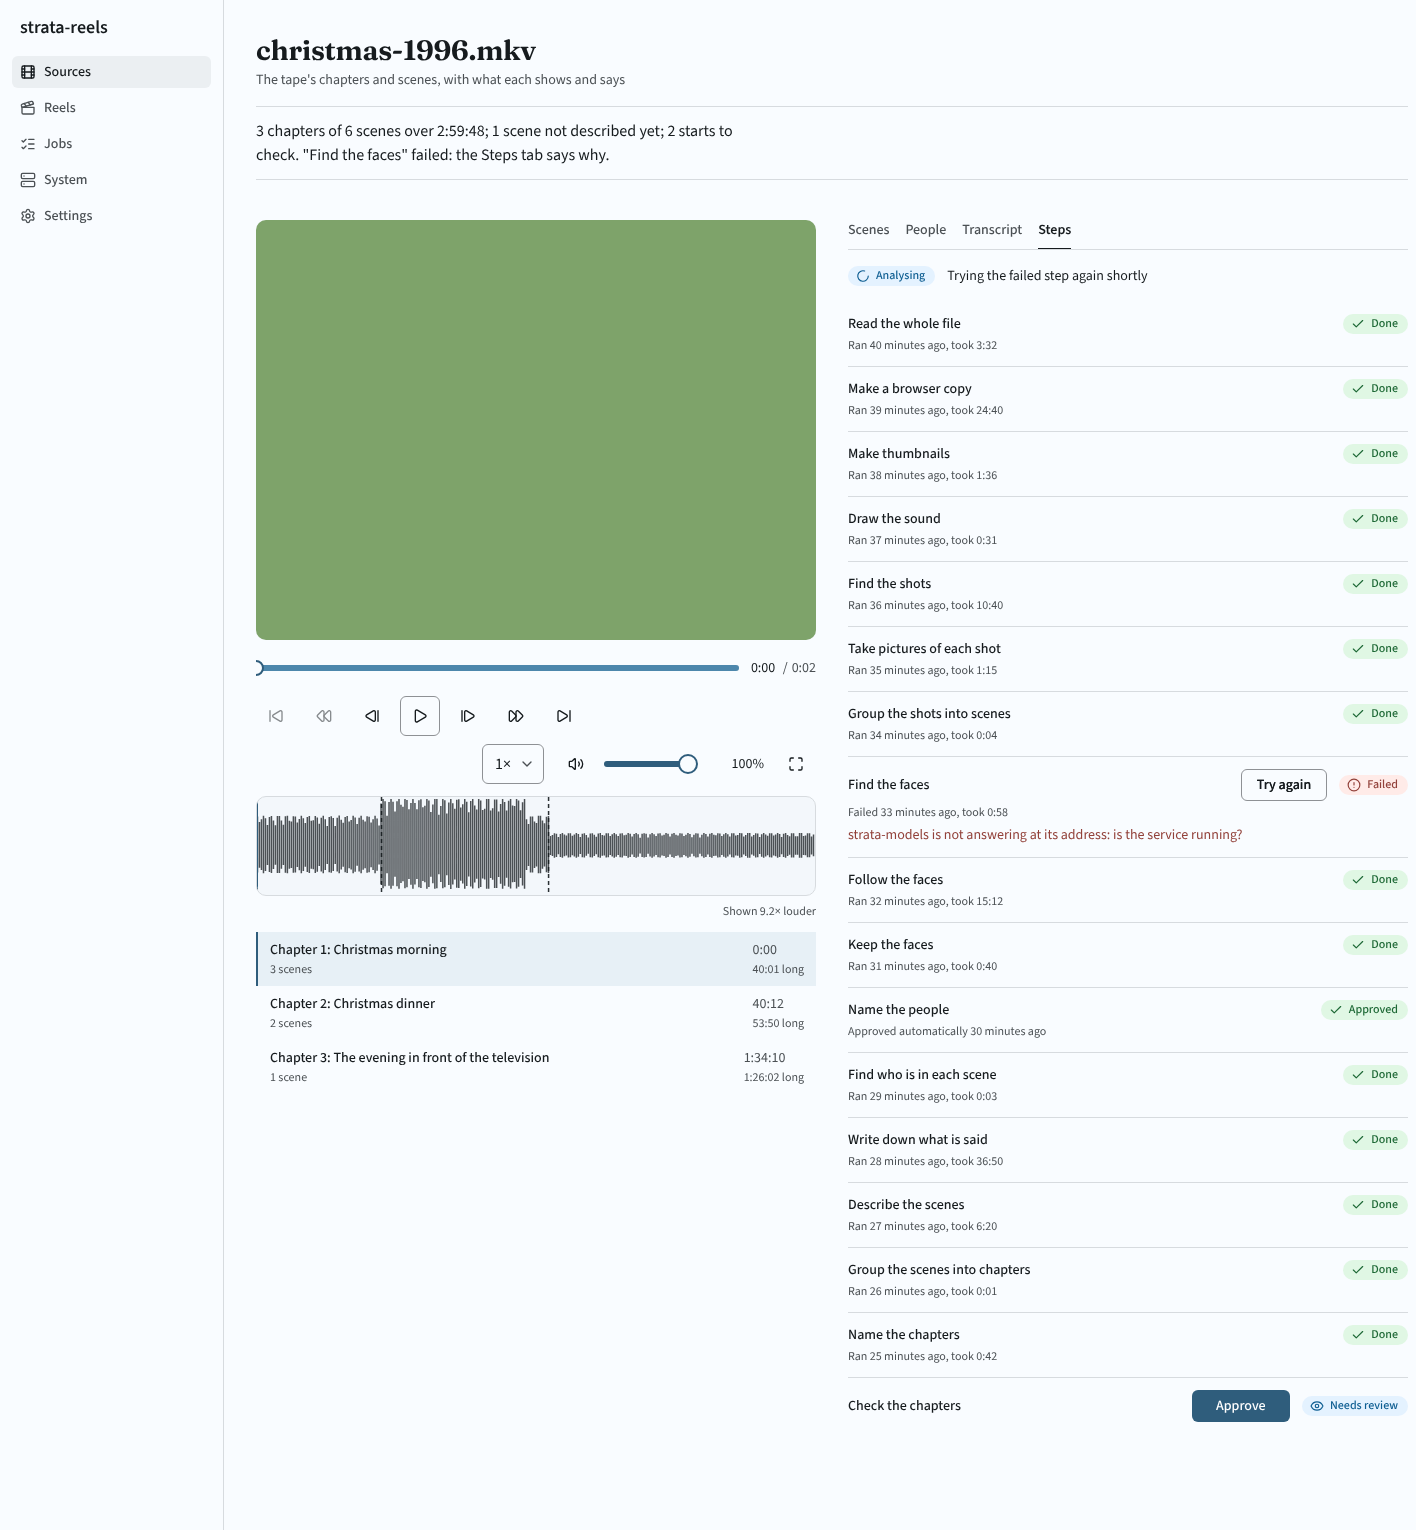 strata-reels
Sources
Reels
Jobs
System
Settings
christmas-1996.mkv
The tape's chapters and scenes, with what each shows and says
3 chapters of 6 scenes over 2:59:48; 1 scene not described yet; 2 starts to
check. "Find the faces" failed: the Steps tab says why.
0:00 / 0:02
1×
100%
Shown 9.2× louder
Chapter 1: Christmas morning 0:00
3 scenes 40:01 long
Chapter 2: Christmas dinner 40:12
2 scenes 53:50 long
Chapter 3: The evening in front of the television 1:34:10
1 scene 1:26:02 long
Scenes People Transcript Steps
Analysing Trying the failed step again shortly
Read the whole file Done
Ran 40 minutes ago, took 3:32
Make a browser copy Done
Ran 39 minutes ago, took 24:40
Make thumbnails Done
Ran 38 minutes ago, took 1:36
Draw the sound Done
Ran 37 minutes ago, took 0:31
Find the shots Done
Ran 36 minutes ago, took 10:40
Take pictures of each shot Done
Ran 35 minutes ago, took 1:15
Group the shots into scenes Done
Ran 34 minutes ago, took 0:04
Find the faces Try again Failed
Failed 33 minutes ago, took 0:58
strata-models is not answering at its address: is the service running?
Follow the faces Done
Ran 32 minutes ago, took 15:12
Keep the faces Done
Ran 31 minutes ago, took 0:40
Name the people Approved
Approved automatically 30 minutes ago
Find who is in each scene Done
Ran 29 minutes ago, took 0:03
Write down what is said Done
Ran 28 minutes ago, took 36:50
Describe the scenes Done
Ran 27 minutes ago, took 6:20
Group the scenes into chapters Done
Ran 26 minutes ago, took 0:01
Name the chapters Done
Ran 25 minutes ago, took 0:42
Check the chapters Approve Needs review